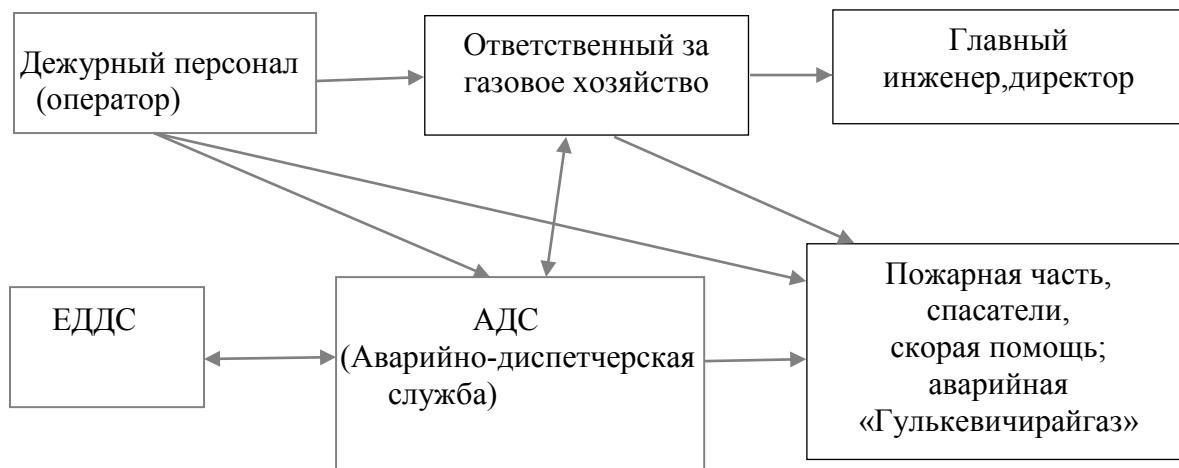 Дежурный персонал
(оператор)
Ответственный за
газовое хозяйство
Главный
инженер,директор
ЕДДС
АДС
(Аварийно-диспетчерская
служба)
Пожарная часть,
спасатели,
скорая помощь;
аварийная
«Гулькевичирайгаз»